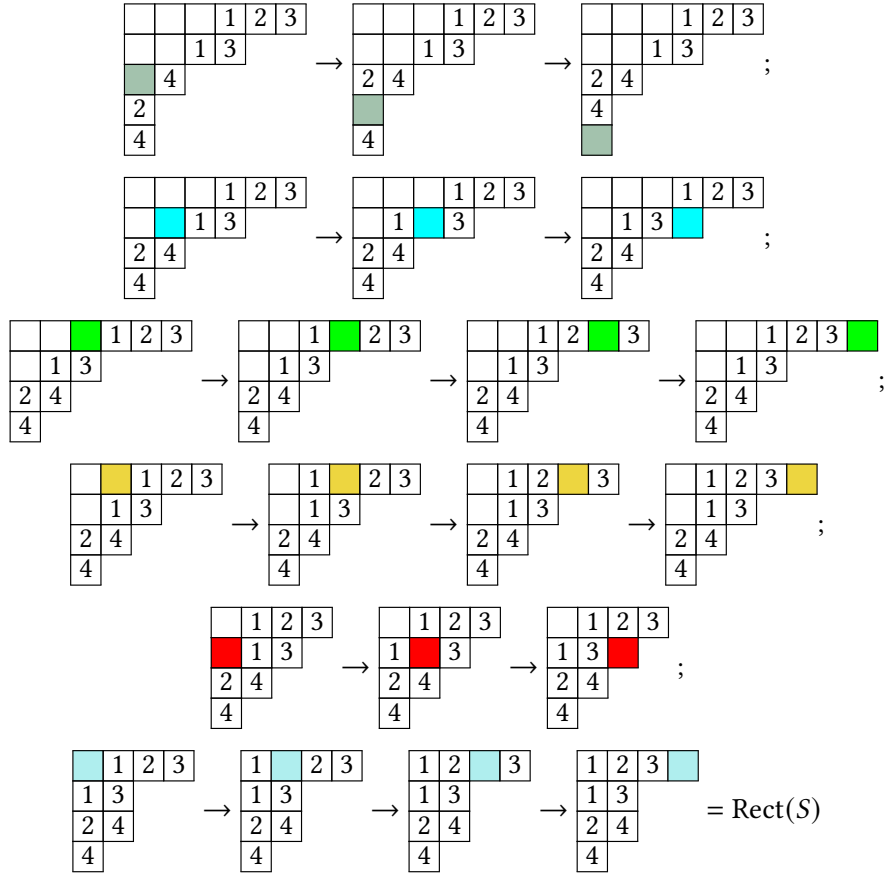 1 2 3 1 2 3 1 2 3
1 3 1 3 1 3
→ → ;
4 2 4 2 4
2 4
4 4
1 2 3 1 2 3 1 2 3
1 3 1 3 1 3
→ → ;
2 4 2 4 2 4
4 4 4
1 2 3 1 2 3 1 2 3 1 2 3
1 3 1 3 1 3 1 3
→ → → ;
2 4 2 4 2 4 2 4
4 4 4 4
1 2 3 1 2 3 1 2 3 1 2 3
1 3 1 3 1 3 1 3
→ → → ;
2 4 2 4 2 4 2 4
4 4 4 4
1 2 3 1 2 3 1 2 3
1 3 1 3 1 3
→ → ;
2 4 2 4 2 4
4 4 4
1 2 3 1 2 3 1 2 3 1 2 3
1 3 1 3 1 3 1 3
→ → → = Rect(S)
2 4 2 4 2 4 2 4
4 4 4 4